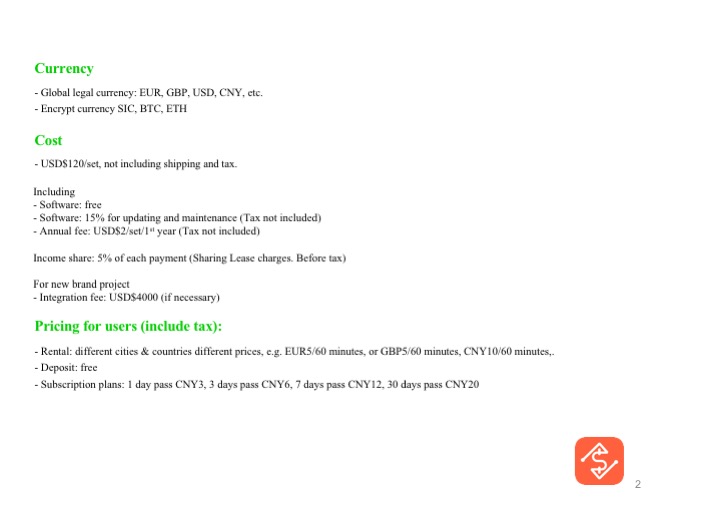 Currency
- Global legal currency: EUR, GBP, USD, CNY, etc.
- Encrypt currency SIC, BTC, ETH
Cost
- USD$120/set, not including shipping and tax.
Including
- Software: free
- Software: 15% for updating and maintenance (Tax not included)
- Annual fee: USD$2/set/1st year (Tax not included)
Income share: 5% of each payment (Sharing Lease charges. Before tax)
For new brand project
- Integration fee: USD$4000 (if necessary)
Pricing for users (include tax):
- Rental: different cities & countries different prices, e.g. EUR5/60 minutes, or GBP5/60 minutes, CNY10/60 minutes,.
- Deposit: free
- Subscription plans: 1 day pass CNY3, 3 days pass CNY6, 7 days pass CNY12, 30 days pass CNY20
2